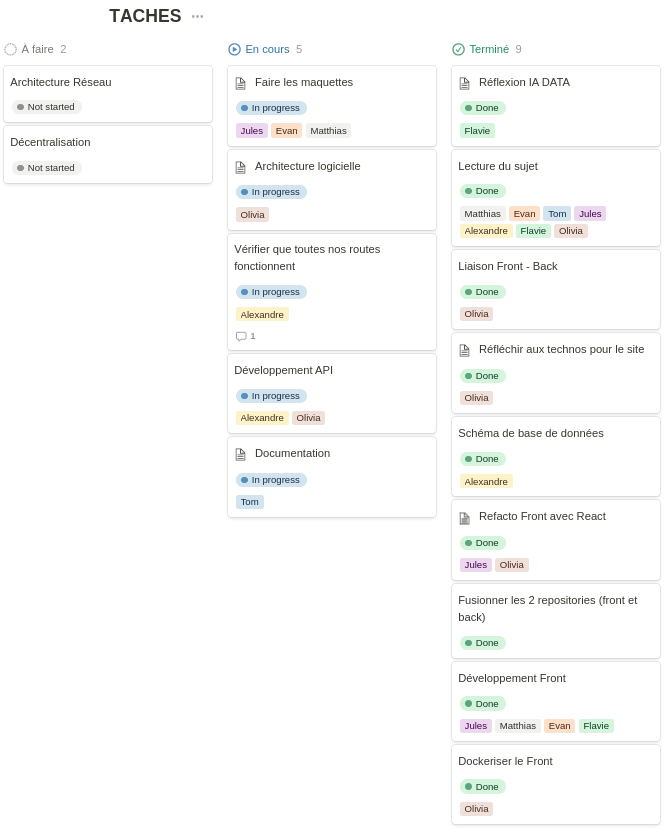 TACHES
À faire 2
Architecture Réseau
Not started
Décentralisation
Not started
En cours 5
Faire les maquettes
In progress
Jules Evan Matthias
Architecture logicielle
In progress
Olivia
Vérifier que toutes nos routes
fonctionnent
In progress
Alexandre
1
Développement API
In progress
Alexandre Olivia
Documentation
In progress
Tom
Terminé 9
Réflexion IA DATA
Done
Flavie
Lecture du sujet
Done
Matthias Evan Tom Jules
Alexandre Flavie Olivia
Liaison Front - Back
Done
Olivia
Réfléchir aux technos pour le site
Done
Olivia
Schéma de base de données
Done
Alexandre
Refacto Front avec React
Done
Jules Olivia
Fusionner les 2 repositories (front et
back)
Done
Développement Front
Done
Jules Matthias Evan Flavie
Dockeriser le Front
Done
Olivia